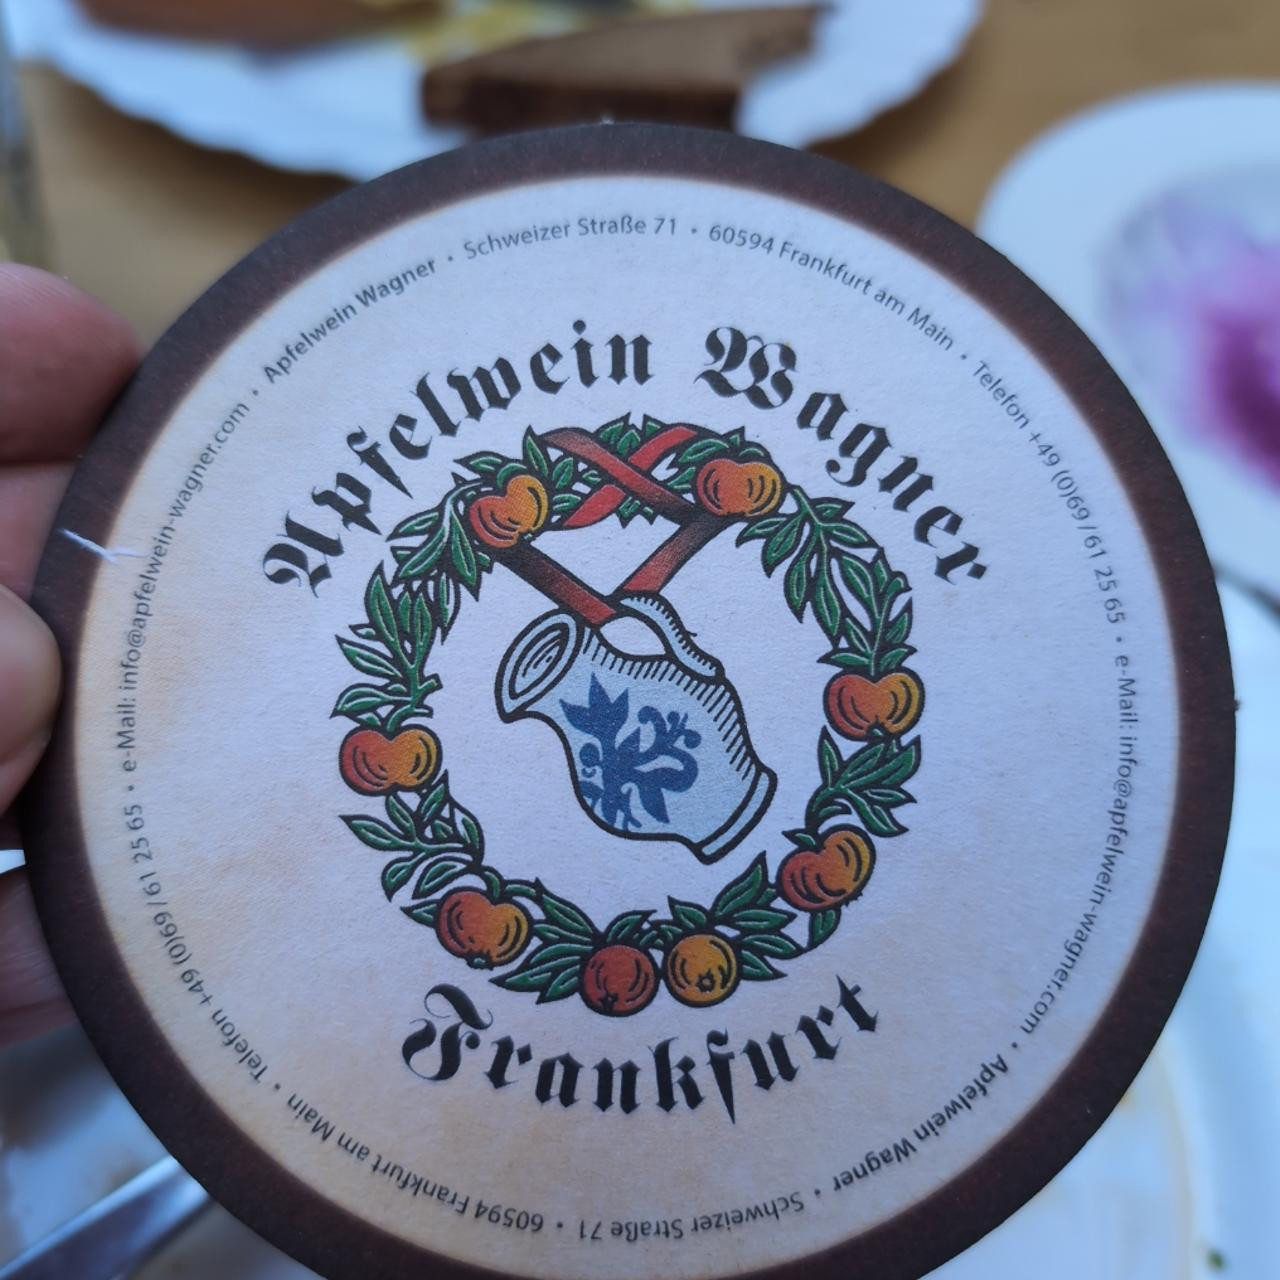 Apfelwein Wagner • Schweizer Straße 71 • 60594 Frankfurt am Main • Telefon +49 (0)69/61 25 65 • e-Mail: info@apfelwein-wagner.com • Apfelwein Wagner • Schweizer Straße 71 • 60594 Frankfurt am Main • Telefon +49 (0)69/61 25 65 • e-Mail: info@apfelwein-wagner.com •
Apfelwein Wagner
Frankfurt